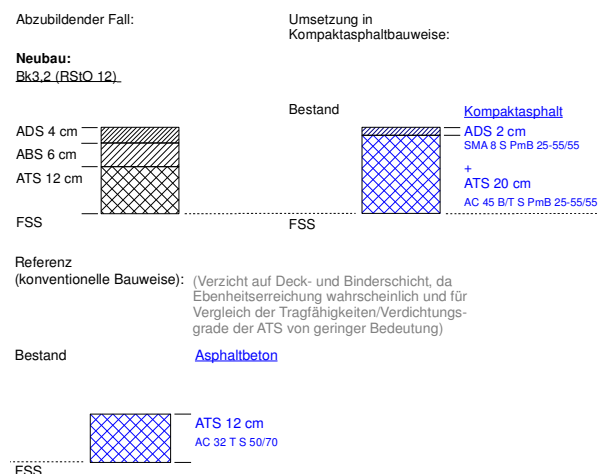 Abzubildender Fall:
Umsetzung in
Kompaktasphaltbauweise:
Neubau:
Bk3,2 (RStO 12)
ADS 4 cm
ABS 6 cm
ATS 12 cm
FSS
Bestand
Kompaktasphalt
ADS 2 cm
SMA 8 S PmB 25-55/55
+
ATS 20 cm
AC 45 B/T S PmB 25-55/55
FSS
Referenz
(konventionelle Bauweise):
(Verzicht auf Deck- und Binderschicht, da
Ebenheitserreichung wahrscheinlich und für
Vergleich der Tragfähigkeiten/Verdichtungs-
grade der ATS von geringer Bedeutung)
Bestand
Asphaltbeton
ATS 12 cm
AC 32 T S 50/70
FSS